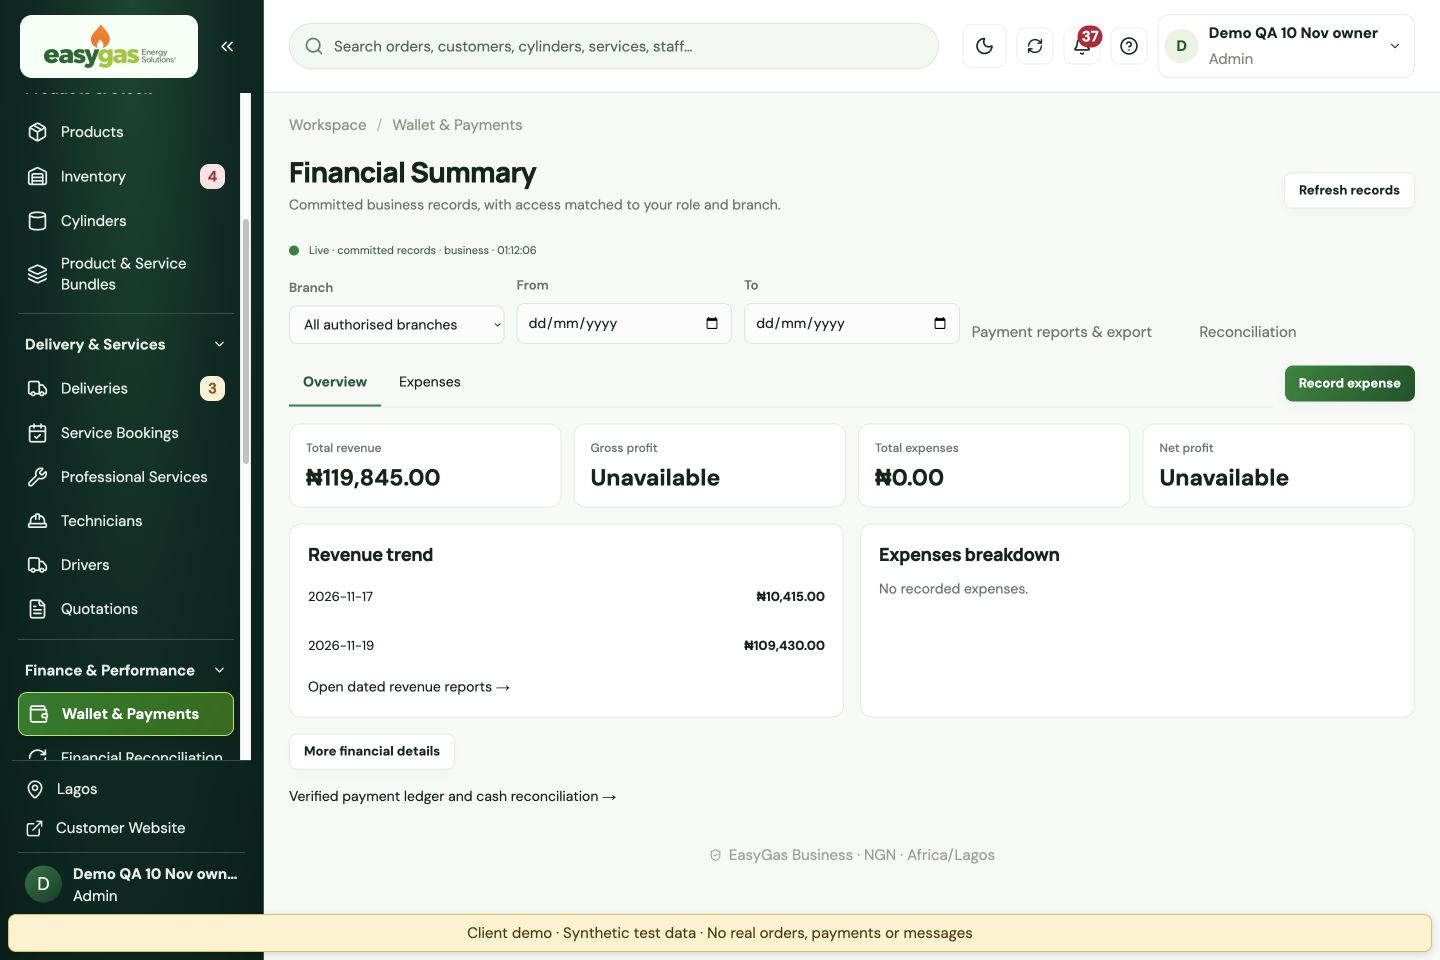 easygas Energy Solutions
Products
Inventory 4
Cylinders
Product & Service
Bundles
Delivery & Services
Deliveries 3
Service Bookings
Professional Services
Technicians
Drivers
Quotations
Finance & Performance
Wallet & Payments
Financial Reconciliation
Lagos
Customer Website
D Demo QA 10 Nov own...
Admin
Search orders, customers, cylinders, services, staff...
37
D Demo QA 10 Nov owner
Admin
Workspace / Wallet & Payments
Financial Summary
Committed business records, with access matched to your role and branch.
Refresh records
Live · committed records · business · 01:12:06
Branch From To
All authorised branches dd/mm/yyyy dd/mm/yyyy Payment reports & export Reconciliation
Overview Expenses Record expense
Total revenue
₦119,845.00
Gross profit
Unavailable
Total expenses
₦0.00
Net profit
Unavailable
Revenue trend
2026-11-17 ₦10,415.00
2026-11-19 ₦109,430.00
Open dated revenue reports →
Expenses breakdown
No recorded expenses.
More financial details
Verified payment ledger and cash reconciliation →
EasyGas Business · NGN · Africa/Lagos
Client demo · Synthetic test data · No real orders, payments or messages